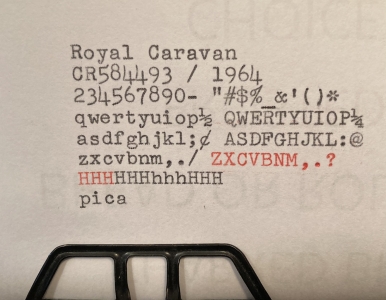 Royal Caravan
CR584493 / 1964
234567890- "#$%_&'()*
qwertyuiop½ QWERTYUIOP¼
asdfghjkl;¢ ASDFGHJKL:@
zxcvbnm,./ ZXCVBNM,.?
HHHHHHhhhHHH
pica